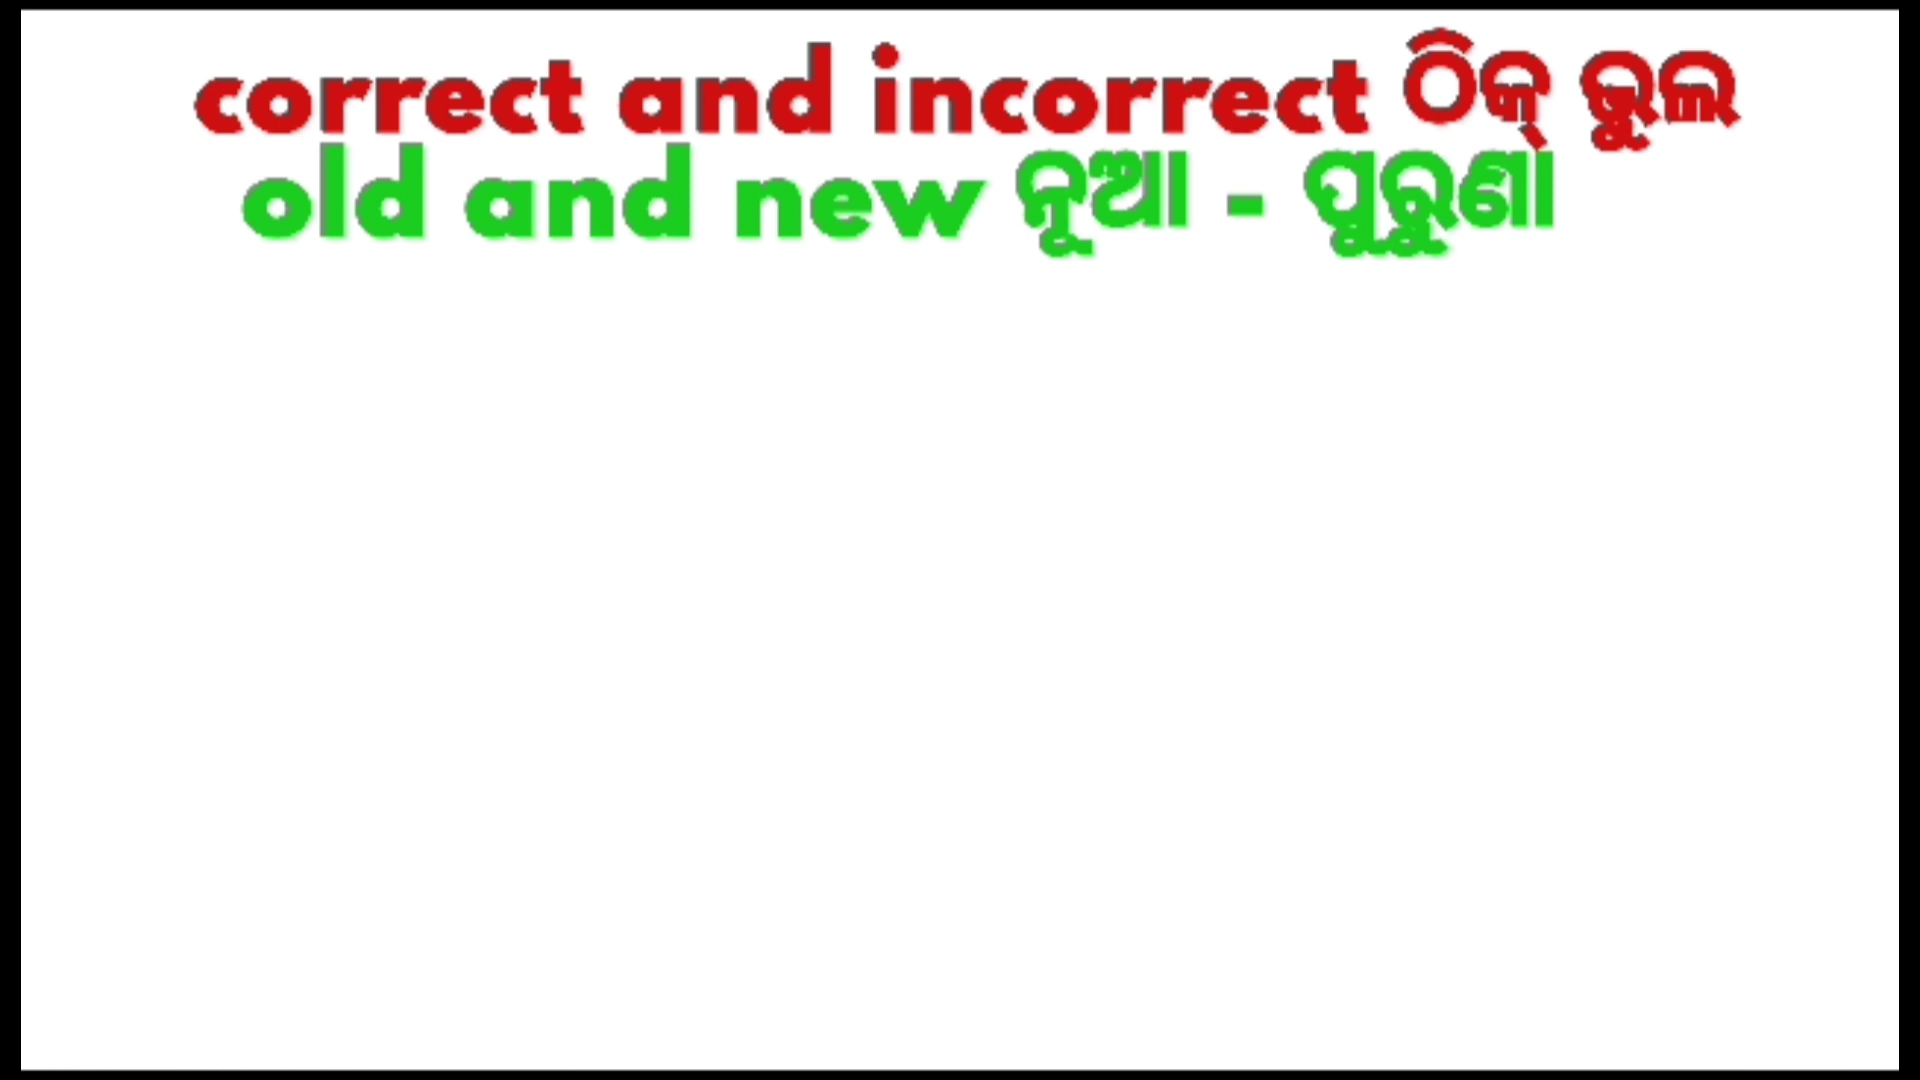 correct and incorrect ଠିକ୍ ଭୁଲ
old and new ନୂଆ - ପୁରୁଣା